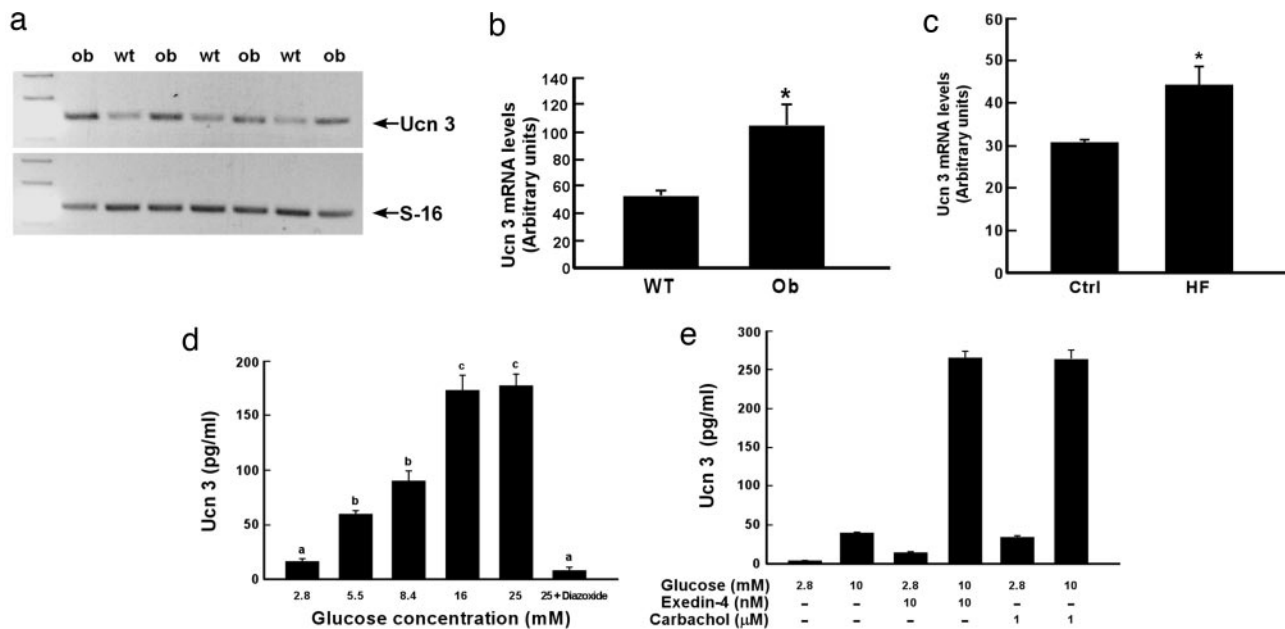 a
ob wt ob wt ob wt ob
Ucn 3
S-16
b
Ucn 3 mRNA levels
(Arbitrary units)
140
120
100
80
60
40
20
0
*
WT Ob
c
Ucn 3 mRNA levels
(Arbitrary units)
60
50
40
30
20
10
0
*
Ctrl HF
d
Ucn 3 (pg/ml)
200
150
100
50
0
a b b c c a
2.8 5.5 8.4 16 25 25 + Diazoxide
Glucose concentration (mM)
e
Ucn 3 (pg/ml)
300
250
200
150
100
50
0
Glucose (mM) 2.8 10 2.8 10 2.8 10
Exedin-4 (nM) – – 10 10 – –
Carbachol (μM) – – – – 1 1